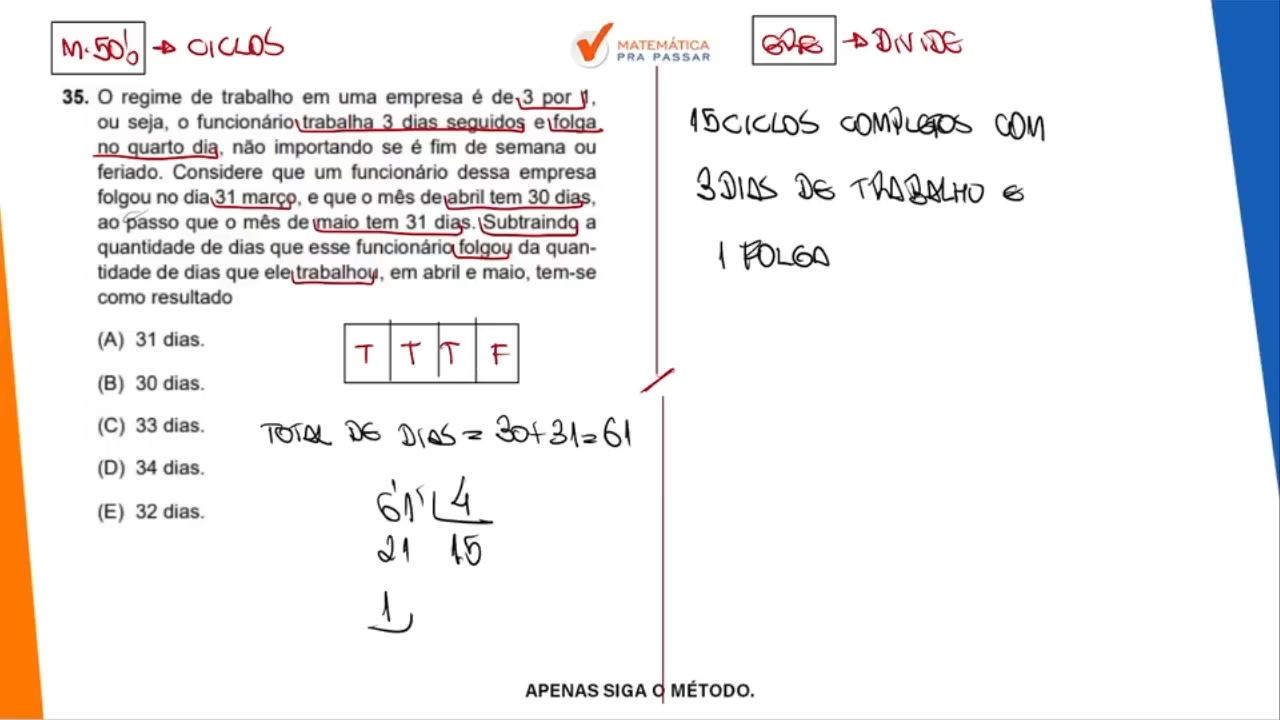 M.50% → CICLOS
MATEMÁTICA
PRA PASSAR
→ DIVIDE
35. O regime de trabalho em uma empresa é de 3 por 1,
ou seja, o funcionário trabalha 3 dias seguidos e folga
no quarto dia, não importando se é fim de semana ou
feriado. Considere que um funcionário dessa empresa
folgou no dia 31 março, e que o mês de abril tem 30 dias,
ao passo que o mês de maio tem 31 dias. Subtraindo a
quantidade de dias que esse funcionário folgou da quan-
tidade de dias que ele trabalhou, em abril e maio, tem-se
como resultado
(A) 31 dias.
(B) 30 dias.
(C) 33 dias.
(D) 34 dias.
(E) 32 dias.
T T T F
TOTAL DE DIAS = 30+31=61
61 4
21 15
1
15 CICLOS COMPLETOS COM
3 DIAS DE TRABALHO E
1 FOLGA
APENAS SIGA O MÉTODO.